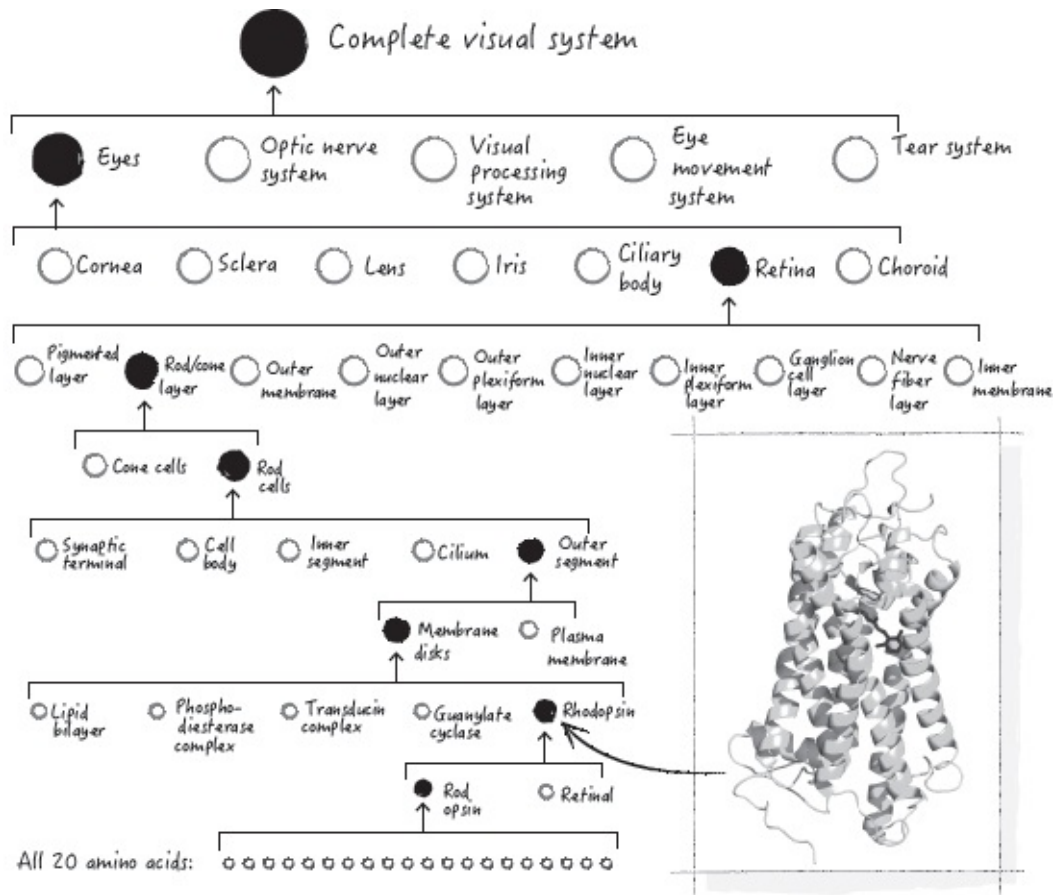 Complete visual system
Eyes
Optic nerve
system
Visual
processing
system
Eye
movement
system
Tear system
Cornea
Sclera
Lens
Iris
Ciliary
body
Retina
Choroid
Pigmented
layer
Rod/cone
layer
Outer
membrane
Outer
nuclear
layer
Outer
plexiform
layer
Inner
nuclear
layer
Inner
plexiform
layer
Ganglion
cell
layer
Nerve
fiber
layer
Inner
membrane
Cone cells
Rod
cells
Synaptic
terminal
Cell
body
Inner
segment
Cilium
Outer
segment
Membrane
disks
Plasma
membrane
Lipid
bilayer
Phospho-
diesterase
complex
Transducin
complex
Guanylate
cyclase
Rhodopsin
Rod
opsin
Retinal
All 20 amino acids: